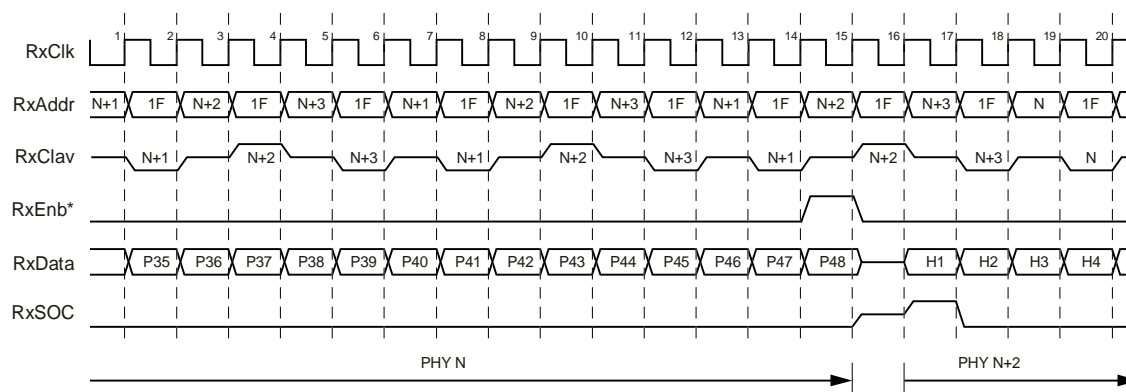 1 2 3 4 5 6 7 8 9 10 11 12 13 14 15 16 17 18 19 20
RxClk
RxAddr N+1 1F N+2 1F N+3 1F N+1 1F N+2 1F N+3 1F N+1 1F N+2 1F N+3 1F N 1F
RxClav N+1 N+2 N+3 N+1 N+2 N+3 N+1 N+2 N+3 N
RxEnb*
RxData P35 P36 P37 P38 P39 P40 P41 P42 P43 P44 P45 P46 P47 P48 H1 H2 H3 H4
RxSOC
PHY N PHY N+2